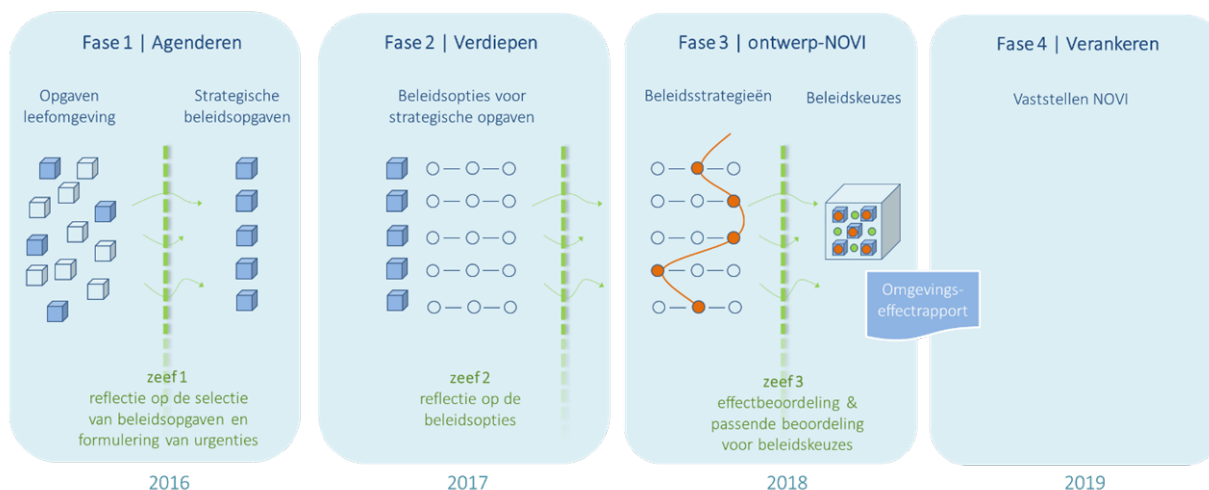 Fase 1 | Agenderen
Opgaven
leefomgeving
Strategische
beleidsopgaven
zeef 1
reflectie op de selectie
van beleidsopgaven en
formulering van urgenties
2016
Fase 2 | Verdiepen
Beleidsopties voor
strategische opgaven
zeef 2
reflectie op de
beleidsopties
2017
Fase 3 | ontwerp-NOVI
Beleidsstrategieën
Beleidskeuzes
Omgevings-
effectrapport
zeef 3
effectbeoordeling &
passende beoordeling
voor beleidskeuzes
2018
Fase 4 | Verankeren
Vaststellen NOVI
2019